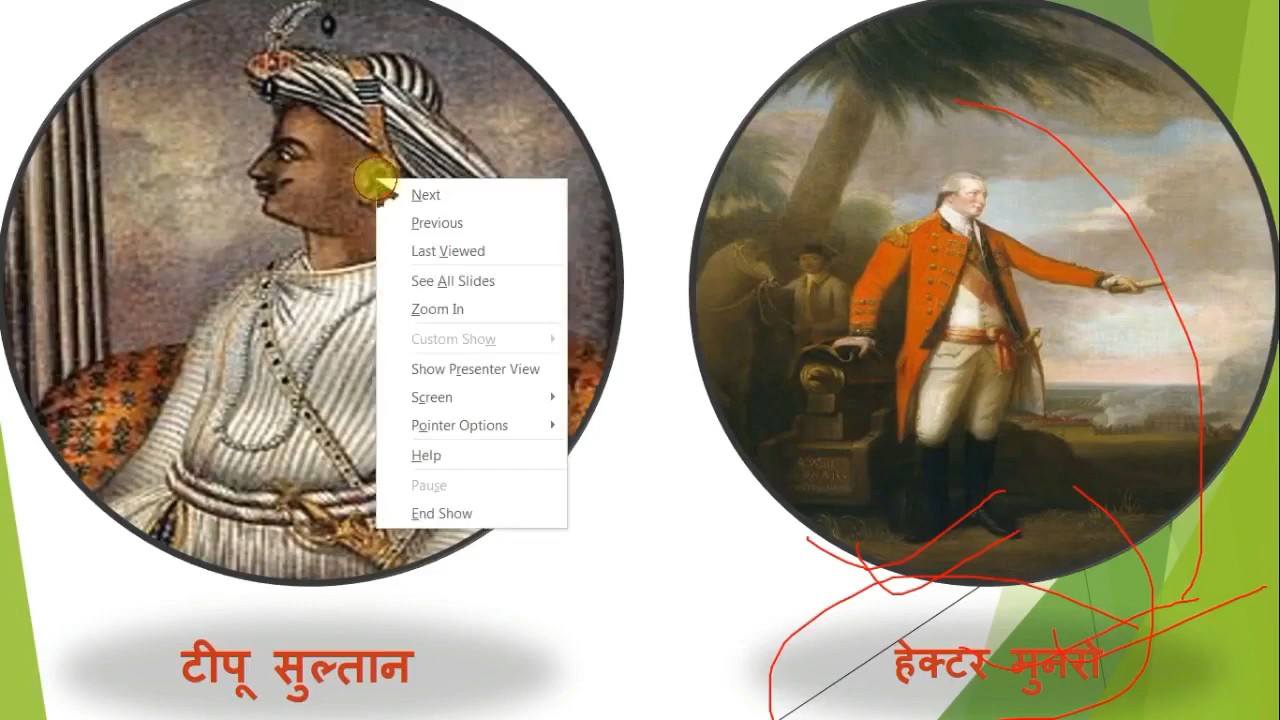 Next
Previous
Last Viewed
See All Slides
Zoom In
Custom Show
Show Presenter View
Screen
Pointer Options
Help
Pause
End Show
टीपू सुल्तान
हेक्टर मुनरो